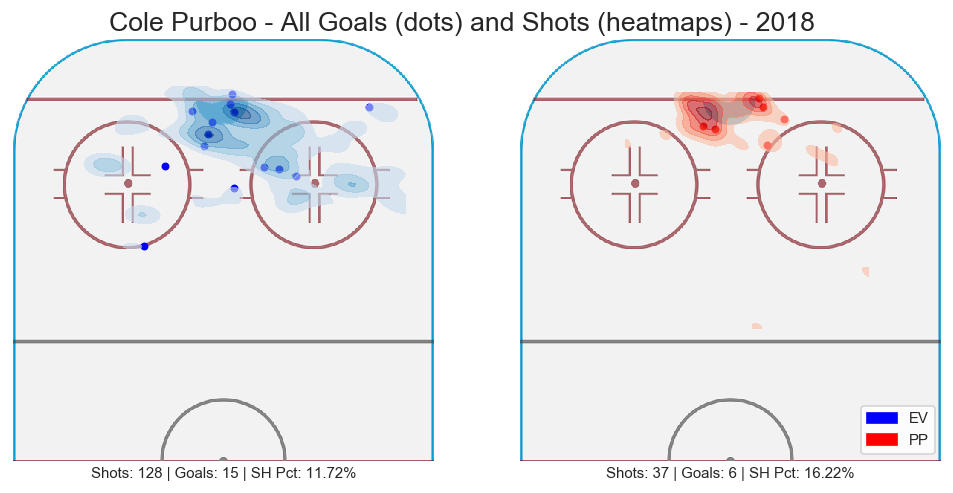 Cole Purboo - All Goals (dots) and Shots (heatmaps) - 2018
EV
PP
Shots: 128 | Goals: 15 | SH Pct: 11.72%
Shots: 37 | Goals: 6 | SH Pct: 16.22%